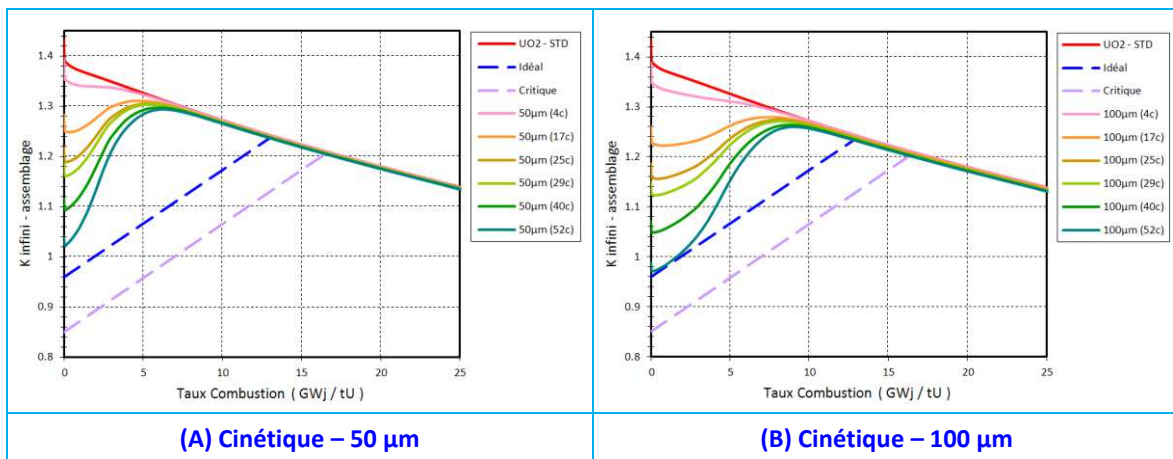 1.4
1.3
1.2
1.1
1
0.9
0.8
K infini - assemblage
0 5 10 15 20 25
Taux Combustion ( GWj / tU )
UO2 - STD
Idéal
Critique
50µm (4c)
50µm (17c)
50µm (25c)
50µm (29c)
50µm (40c)
50µm (52c)
1.4
1.3
1.2
1.1
1
0.9
0.8
K infini - assemblage
0 5 10 15 20 25
Taux Combustion ( GWj / tU )
UO2 - STD
Idéal
Critique
100µm (4c)
100µm (17c)
100µm (25c)
100µm (29c)
100µm (40c)
100µm (52c)
(A) Cinétique – 50 µm
(B) Cinétique – 100 µm